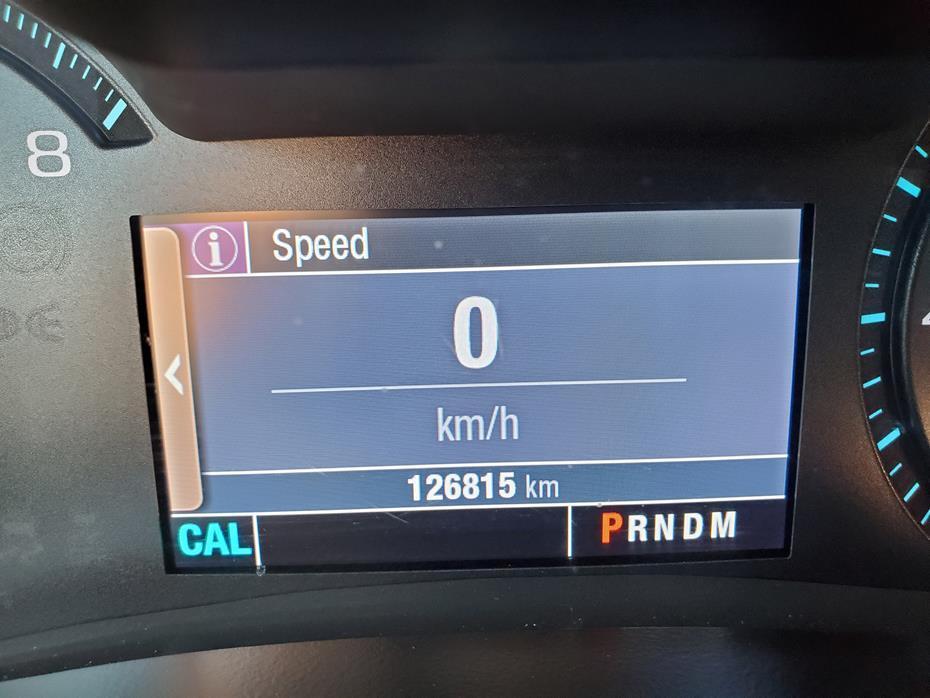 8
i Speed
0
km/h
126815 km
CAL
PRNDM